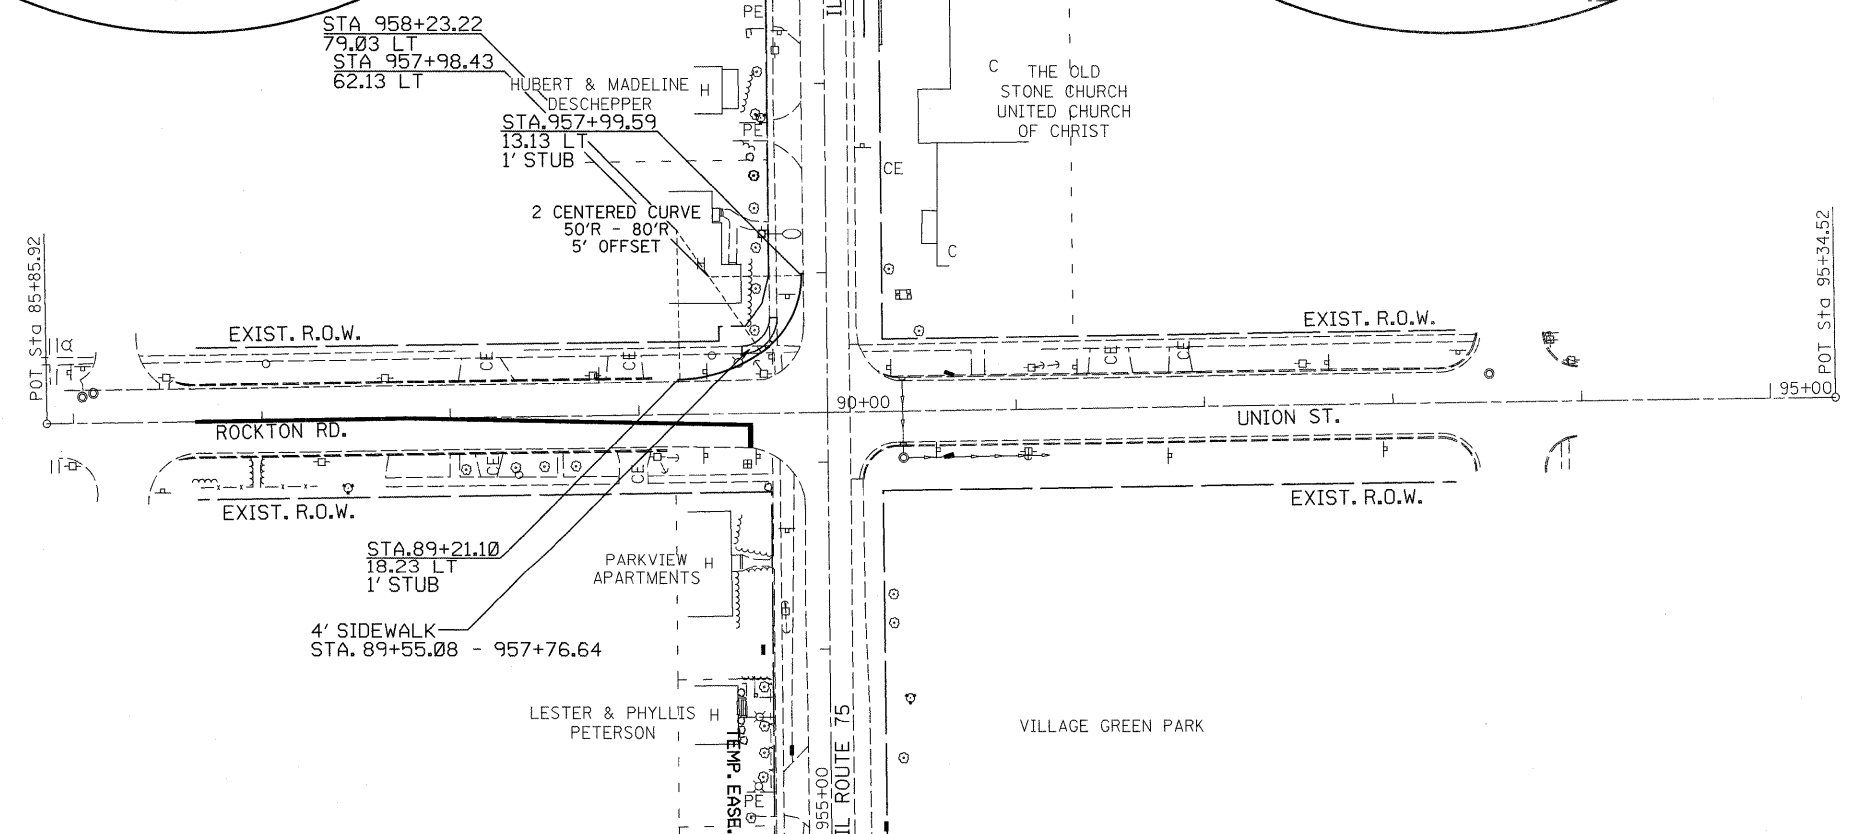 STA 958+23.22
79.03 LT
STA 957+98.43
62.13 LT
HUBERT & MADELINE
DESCHEPPER
H
STA.957+99.59
13.13 LT
1' STUB
2 CENTERED CURVE
50'R - 80'R
5' OFFSET
PE
PE
H
IL
C
THE OLD
STONE CHURCH
UNITED CHURCH
OF CHRIST
CE
C
POT Sta 85+85.92
POT Sta 95+34.52
EXIST. R.O.W.
EXIST. R.O.W.
CE
CE
CE
CE
90+00
95+00
ROCKTON RD.
UNION ST.
CE
CE
EXIST. R.O.W.
EXIST. R.O.W.
STA.89+21.10
18.23 LT
1' STUB
PARKVIEW
APARTMENTS
H
4' SIDEWALK
STA. 89+55.08 - 957+76.64
LESTER & PHYLLIS
PETERSON
H
TEMP. EASE.
PE
955+00
IL ROUTE 75
VILLAGE GREEN PARK